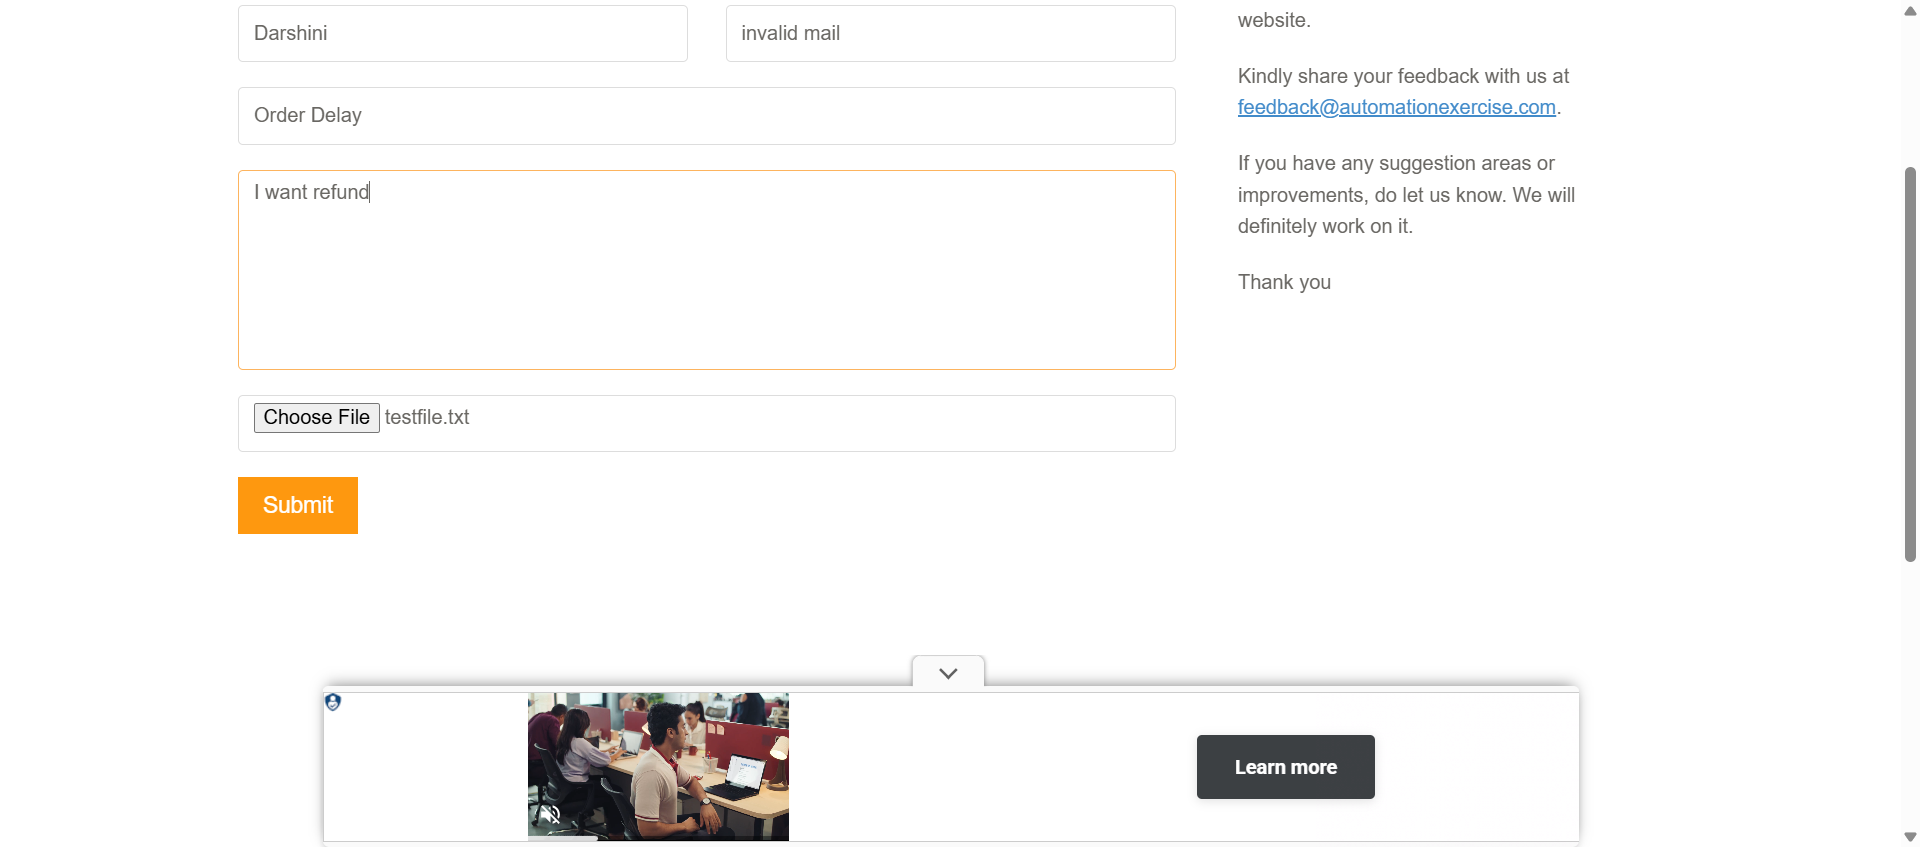 Darshini
invalid mail
Order Delay
I want refund
Choose File testfile.txt
Submit
website.
Kindly share your feedback with us at
feedback@automationexercise.com.
If you have any suggestion areas or
improvements, do let us know. We will
definitely work on it.
Thank you
Learn more